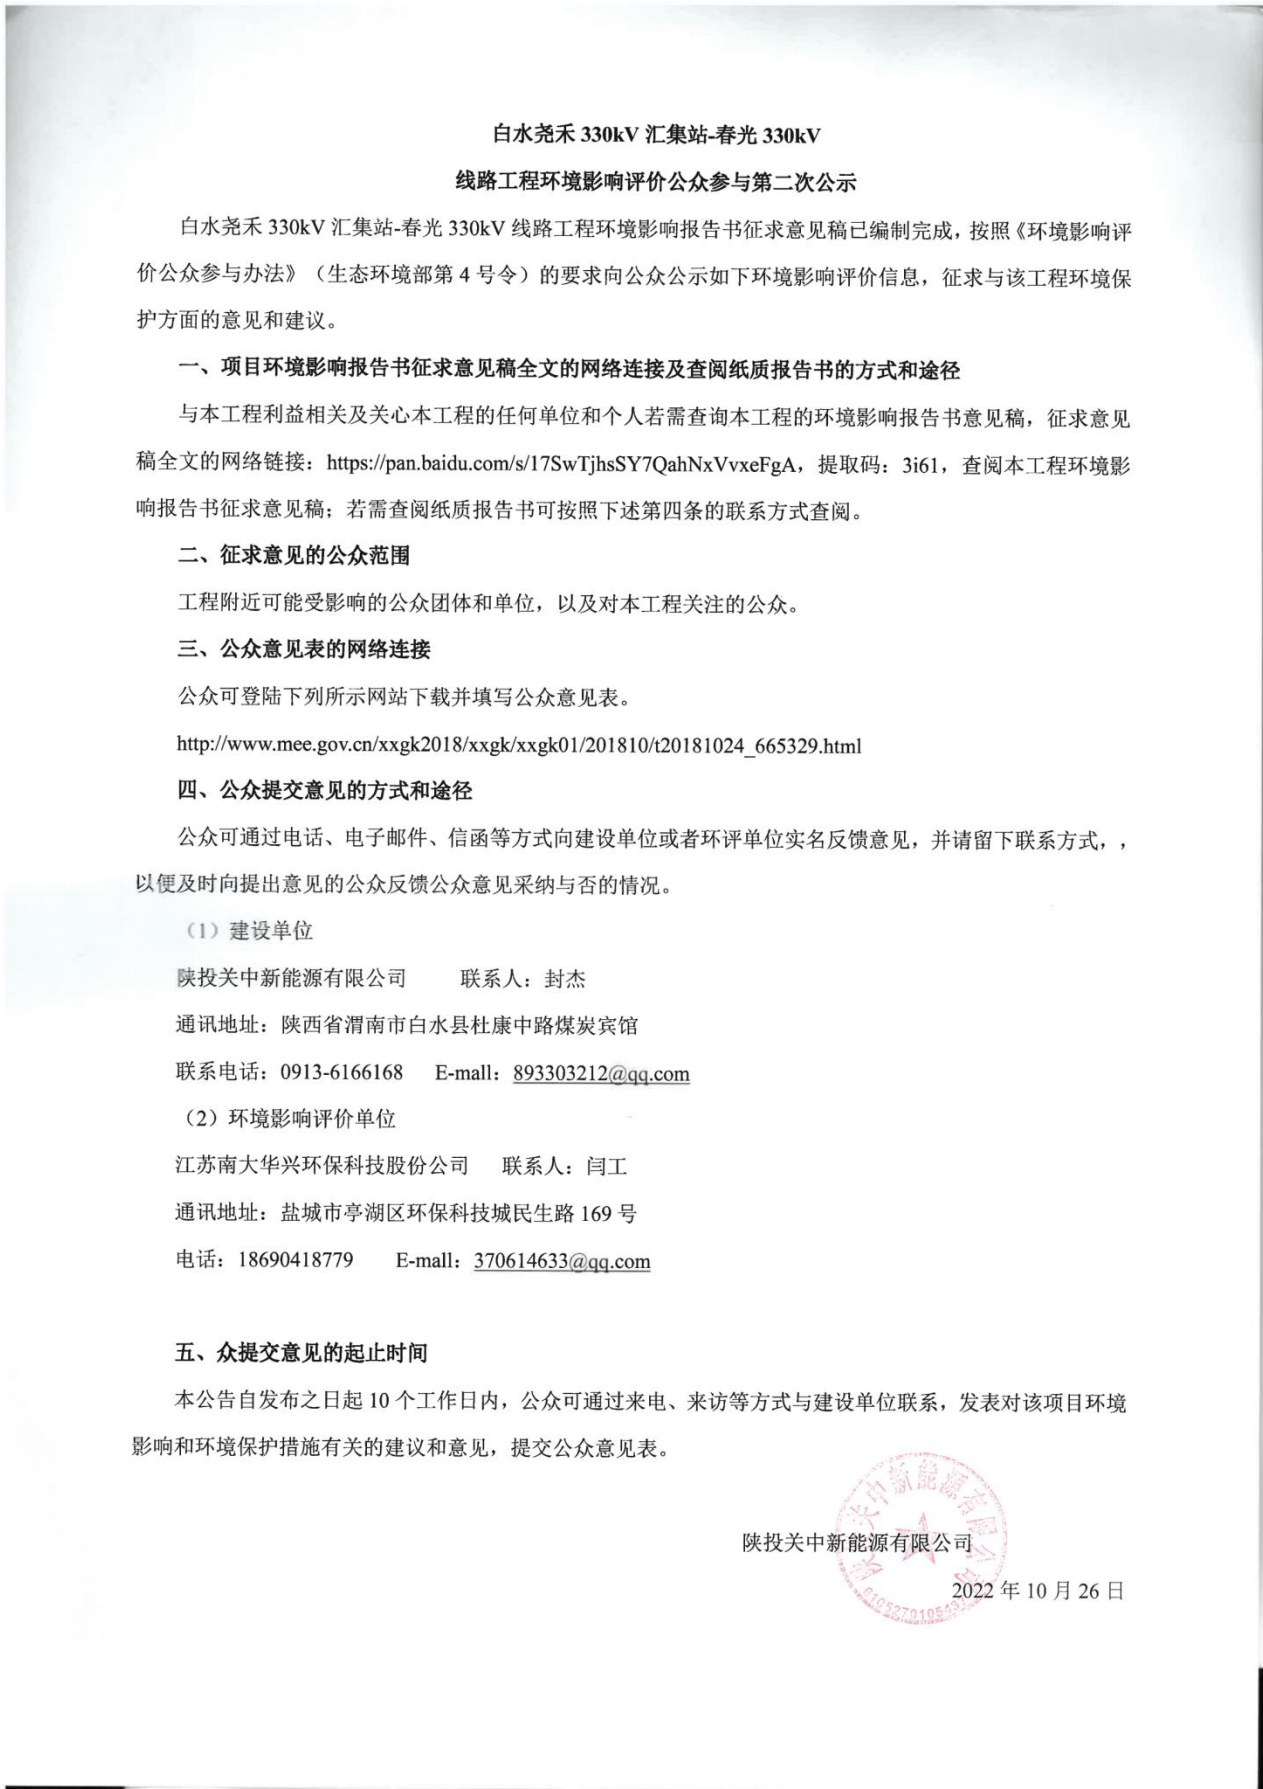 白水尧禾 330kV 汇集站-春光 330kV
线路工程环境影响评价公众参与第二次公示
白水尧禾 330kV 汇集站-春光 330kV 线路工程环境影响报告书征求意见稿已编制完成，按照《环境影响评
价公众参与办法》（生态环境部第 4 号令）的要求向公众公示如下环境影响评价信息，征求与该工程环境保
护方面的意见和建议。
一、项目环境影响报告书征求意见稿全文的网络连接及查阅纸质报告书的方式和途径
与本工程利益相关及关心本工程的任何单位和个人若需查询本工程的环境影响报告书意见稿，征求意见
稿全文的网络链接：https://pan.baidu.com/s/17SwTjhsSY7QahNxVvxeFgA，提取码：3i61，查阅本工程环境影
响报告书征求意见稿；若需查阅纸质报告书可按照下述第四条的联系方式查阅。
二、征求意见的公众范围
工程附近可能受影响的公众团体和单位，以及对本工程关注的公众。
三、公众意见表的网络连接
公众可登陆下列所示网站下载并填写公众意见表。
http://www.mee.gov.cn/xxgk2018/xxgk/xxgk01/201810/t20181024_665329.html
四、公众提交意见的方式和途径
公众可通过电话、电子邮件、信函等方式向建设单位或者环评单位实名反馈意见，并请留下联系方式，，
以便及时向提出意见的公众反馈公众意见采纳与否的情况。
（1）建设单位
陕投关中新能源有限公司 联系人：封杰
通讯地址：陕西省渭南市白水县杜康中路煤炭宾馆
联系电话：0913-6166168 E-mall：893303212@qq.com
（2）环境影响评价单位
江苏南大华兴环保科技股份公司 联系人：闫工
通讯地址：盐城市亭湖区环保科技城民生路 169 号
电话：18690418779 E-mall：370614633@qq.com
五、众提交意见的起止时间
本公告自发布之日起 10 个工作日内，公众可通过来电、来访等方式与建设单位联系，发表对该项目环境
影响和环境保护措施有关的建议和意见，提交公众意见表。
陕投关中新能源有限公司
2022 年 10 月 26 日